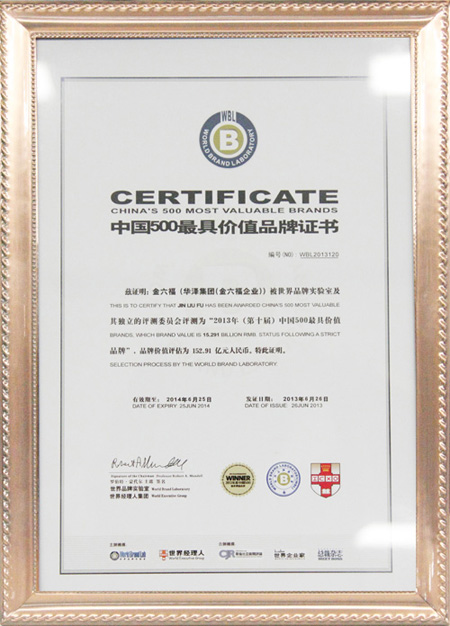 WBL
WORLD BRAND LABORATORY
B
CERTIFICATE
CHINA'S 500 MOST VALUABLE BRANDS
中国500最具价值品牌证书
编号(NO) WBL2013120
兹证明：金六福（华泽集团(金六福企业)）被世界品牌实验室及
THIS IS TO CERTIFY THAT JIN LIU FU HAS BEEN AWARDED CHINA'S 500 MOST VALUABLE
其独立的评测委员会评测为“2013年（第十届）中国500最具价值
BRANDS, WHICH BRAND VALUE IS 15.291 BILLION RMB. STATUS FOLLOWING A STRICT
品牌”，品牌价值评估为 152.91 亿元人民币。特此证明。
SELECTION PROCESS BY THE WORLD BRAND LABORATORY.
有效期至： 2014年6月25日 发证日期： 2013年6月26日
DATE OF EXPIRY: 25JUN 2014 DATE OF ISSUE: 26JUN 2013
世界品牌实验室 World Brand Laboratory
世界经理人集团 World Executive Group
WINNER
B
世界经理人
世界企业家
总裁杂志